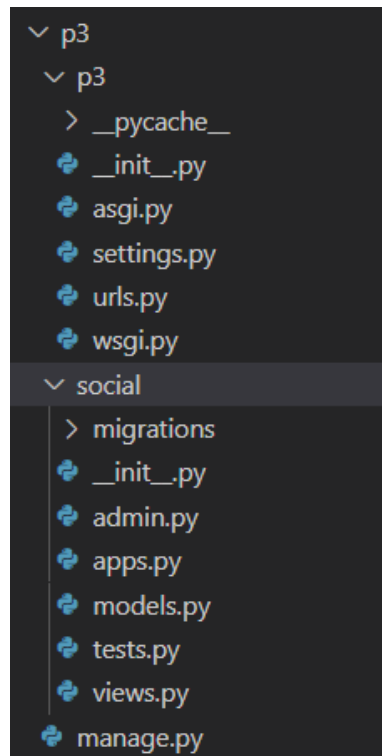 p3
p3
__pycache__
__init__.py
asgi.py
settings.py
urls.py
wsgi.py
social
migrations
__init__.py
admin.py
apps.py
models.py
tests.py
views.py
manage.py